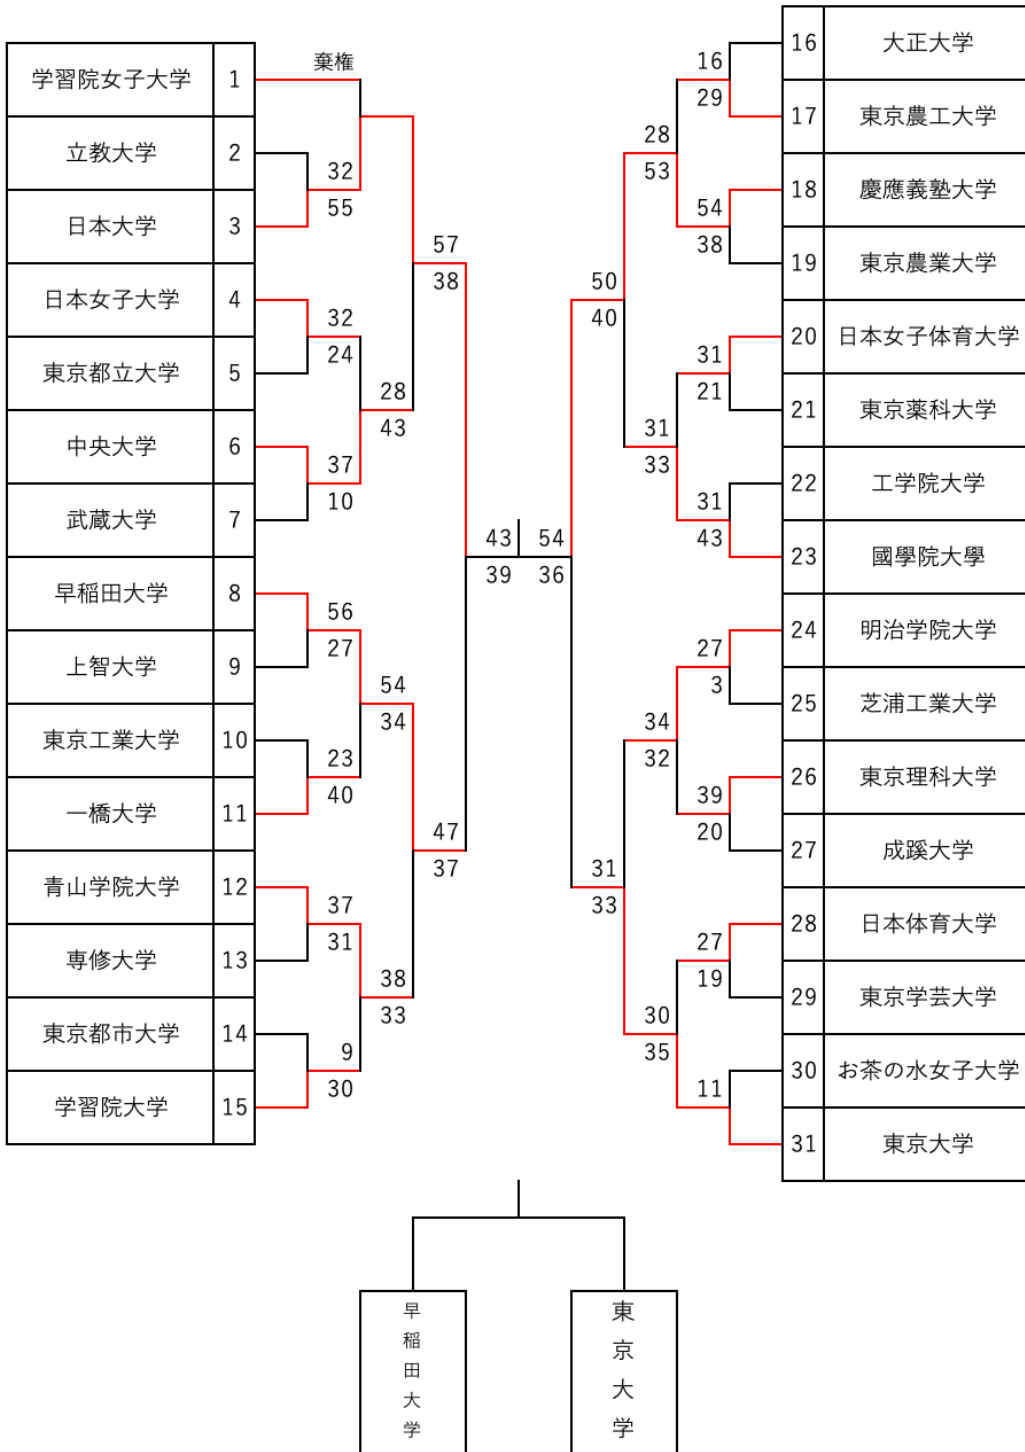 学習院女子大学 1
立教大学 2
日本大学 3
日本女子大学 4
東京都立大学 5
中央大学 6
武蔵大学 7
早稲田大学 8
上智大学 9
東京工業大学 10
一橋大学 11
青山学院大学 12
専修大学 13
東京都市大学 14
学習院大学 15
棄権
32
55
32
24
37
10
56
27
23
40
37
31
9
30
28
43
54
34
38
33
57
38
47
37
43
39
54
36
50
40
31
33
28
53
31
33
34
32
30
35
16
29
54
38
31
21
31
43
27
3
39
20
27
19
11
16 大正大学
17 東京農工大学
18 慶應義塾大学
19 東京農業大学
20 日本女子体育大学
21 東京薬科大学
22 工学院大学
23 國學院大學
24 明治学院大学
25 芝浦工業大学
26 東京理科大学
27 成蹊大学
28 日本体育大学
29 東京学芸大学
30 お茶の水女子大学
31 東京大学
早稲田大学
東京大学